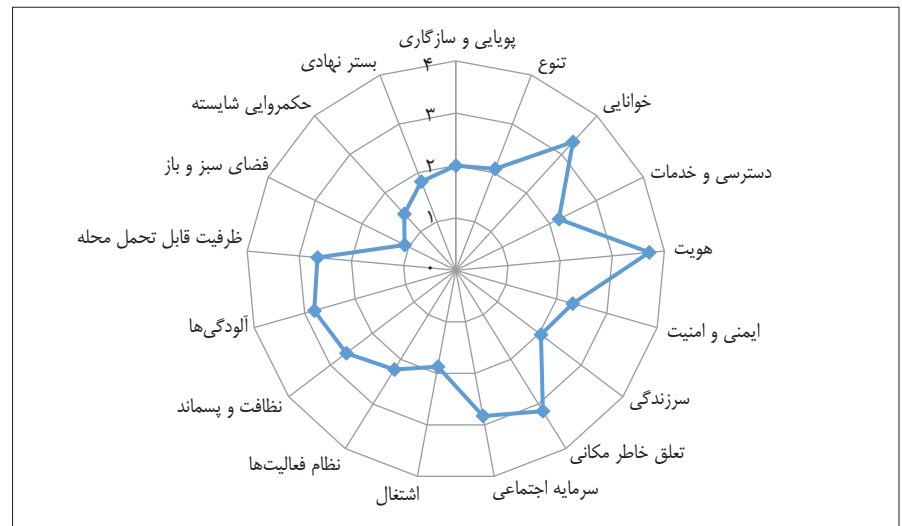 پویایی و سازگاری
تنوع
خوانایی
دسترسی و خدمات
هویت
ایمنی و امنیت
سرزندگی
تعلق خاطر مکانی
سرمایه اجتماعی
اشتغال
نظام فعالیت‌ها
نظافت و پسماند
آلودگی‌ها
ظرفیت قابل تحمل محله
فضای سبز و باز
حکمروایی شایسته
بستر نهادی
۴
۳
۲
۱
۰